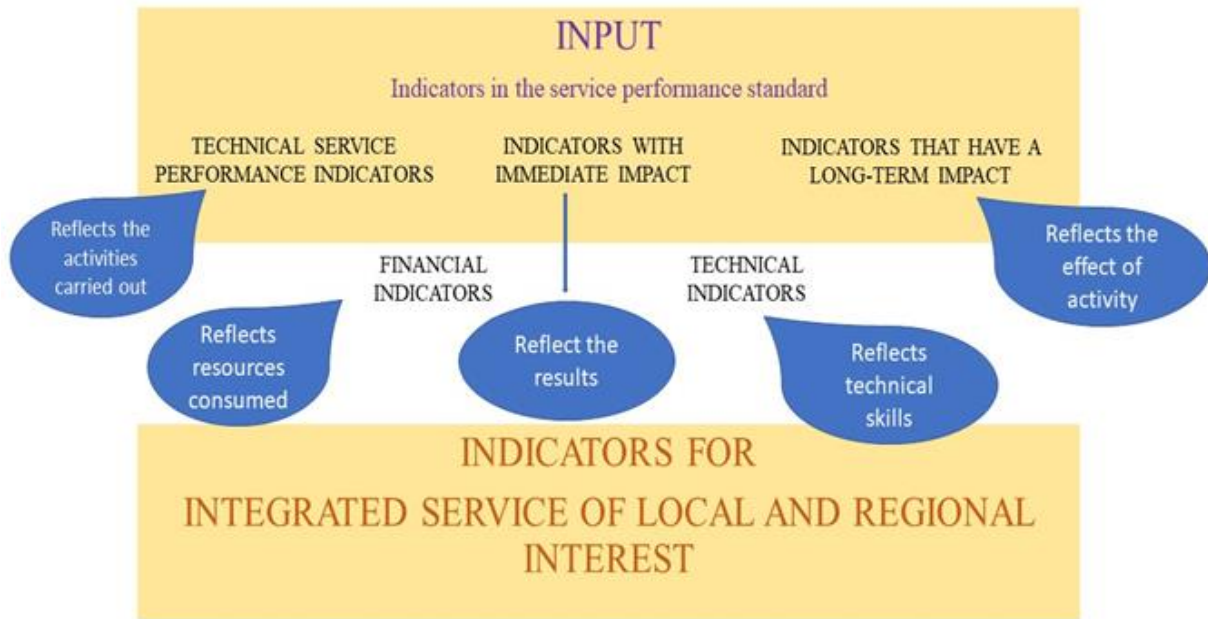 INPUT
Indicators in the service performance standard
TECHNICAL SERVICE
PERFORMANCE INDICATORS
INDICATORS WITH
IMMEDIATE IMPACT
INDICATORS THAT HAVE A
LONG-TERM IMPACT
Reflects the
activities
carried out
FINANCIAL
INDICATORS
TECHNICAL
INDICATORS
Reflects the
effect of
activity
Reflects
resources
consumed
Reflect the
results
Reflects
technical
skills
INDICATORS FOR
INTEGRATED SERVICE OF LOCAL AND REGIONAL
INTEREST